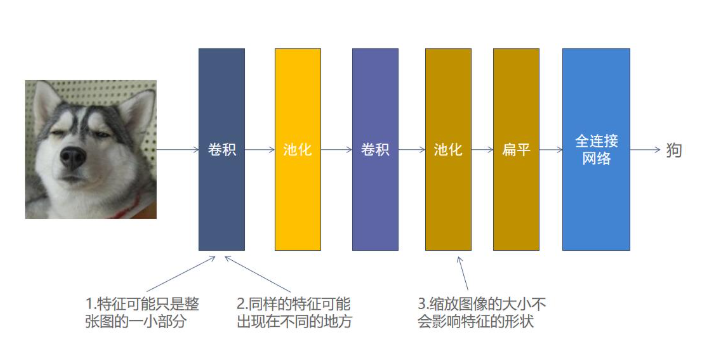 卷积
池化
卷积
池化
扁平
全连接
网络
狗
1.特征可能只是整
张图的一小部分
2.同样的特征可能
出现在不同的地方
3.缩放图像的大小不
会影响特征的形状